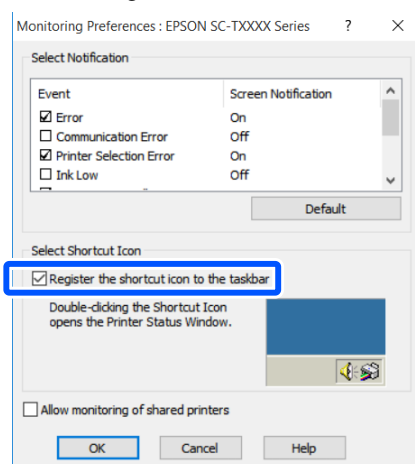 Monitoring Preferences : EPSON SC-TXXXX Series ?
Select Notification
Event Screen Notification
Error On
Communication Error Off
Printer Selection Error On
Ink Low Off
Default
Select Shortcut Icon
Register the shortcut icon to the taskbar
Double-clicking the Shortcut Icon
opens the Printer Status Window.
Allow monitoring of shared printers
OK Cancel Help